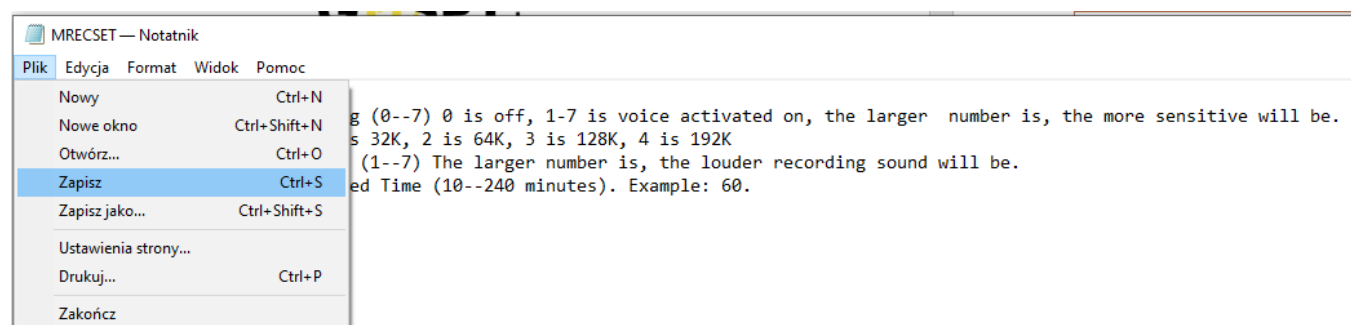 MRECSET — Notatnik
Plik Edycja Format Widok Pomoc
Nowy Ctrl+N
Nowe okno Ctrl+Shift+N
Otwórz... Ctrl+O
Zapisz Ctrl+S
Zapisz jako... Ctrl+Shift+S
Ustawienia strony...
Drukuj... Ctrl+P
Zakończ
g (0--7) 0 is off, 1-7 is voice activated on, the larger  number is, the more sensitive will be.
s 32K, 2 is 64K, 3 is 128K, 4 is 192K
(1--7) The larger number is, the louder recording sound will be.
ed Time (10--240 minutes). Example: 60.